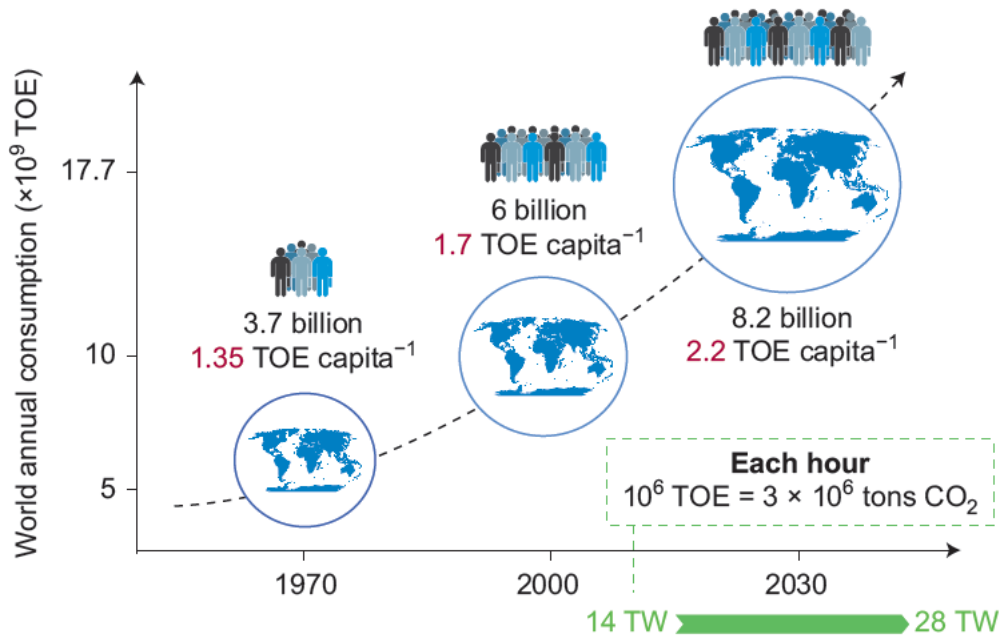 World annual consumption (×10⁹ TOE)
17.7
10
5
3.7 billion
1.35 TOE capita⁻¹
6 billion
1.7 TOE capita⁻¹
8.2 billion
2.2 TOE capita⁻¹
Each hour
10⁶ TOE = 3 × 10⁶ tons CO₂
1970
2000
2030
14 TW
28 TW